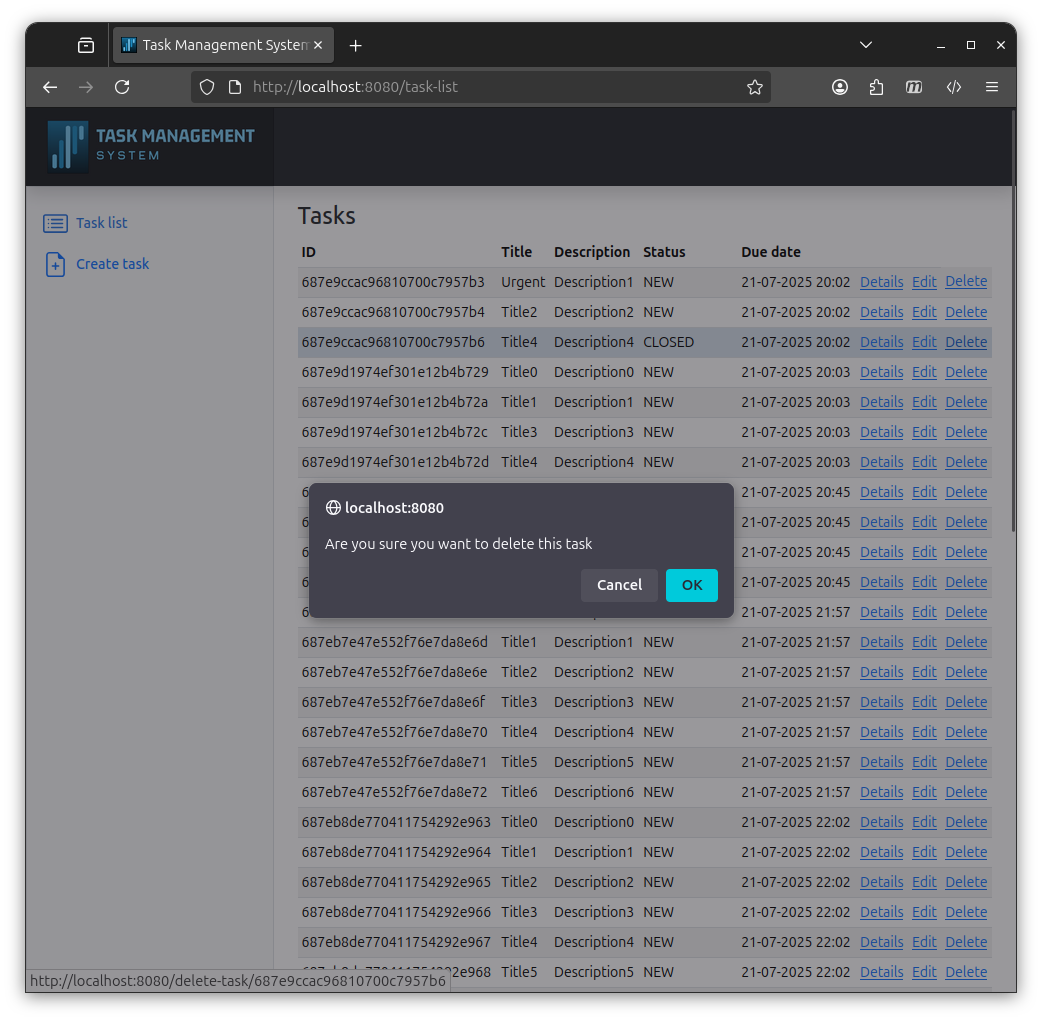 Task Management System
http://localhost:8080/task-list
TASK MANAGEMENT
SYSTEM
Task list
Create task
Tasks
ID Title Description Status Due date
687e9ccac96810700c7957b3 Urgent Description1 NEW 21-07-2025 20:02 Details Edit Delete
687e9ccac96810700c7957b4 Title2 Description2 NEW 21-07-2025 20:02 Details Edit Delete
687e9ccac96810700c7957b6 Title4 Description4 CLOSED 21-07-2025 20:02 Details Edit Delete
687e9d1974ef301e12b4b729 Title0 Description0 NEW 21-07-2025 20:03 Details Edit Delete
687e9d1974ef301e12b4b72a Title1 Description1 NEW 21-07-2025 20:03 Details Edit Delete
687e9d1974ef301e12b4b72c Title3 Description3 NEW 21-07-2025 20:03 Details Edit Delete
687e9d1974ef301e12b4b72d Title4 Description4 NEW 21-07-2025 20:03 Details Edit Delete
6 21-07-2025 20:45 Details Edit Delete
6 21-07-2025 20:45 Details Edit Delete
6 21-07-2025 20:45 Details Edit Delete
6 21-07-2025 20:45 Details Edit Delete
6 21-07-2025 21:57 Details Edit Delete
localhost:8080
Are you sure you want to delete this task
Cancel OK
687eb7e47e552f76e7da8e6d Title1 Description1 NEW 21-07-2025 21:57 Details Edit Delete
687eb7e47e552f76e7da8e6e Title2 Description2 NEW 21-07-2025 21:57 Details Edit Delete
687eb7e47e552f76e7da8e6f Title3 Description3 NEW 21-07-2025 21:57 Details Edit Delete
687eb7e47e552f76e7da8e70 Title4 Description4 NEW 21-07-2025 21:57 Details Edit Delete
687eb7e47e552f76e7da8e71 Title5 Description5 NEW 21-07-2025 21:57 Details Edit Delete
687eb7e47e552f76e7da8e72 Title6 Description6 NEW 21-07-2025 21:57 Details Edit Delete
687eb8de770411754292e963 Title0 Description0 NEW 21-07-2025 22:02 Details Edit Delete
687eb8de770411754292e964 Title1 Description1 NEW 21-07-2025 22:02 Details Edit Delete
687eb8de770411754292e965 Title2 Description2 NEW 21-07-2025 22:02 Details Edit Delete
687eb8de770411754292e966 Title3 Description3 NEW 21-07-2025 22:02 Details Edit Delete
687eb8de770411754292e967 Title4 Description4 NEW 21-07-2025 22:02 Details Edit Delete
687eb8de770411754292e968 Title5 Description5 NEW 21-07-2025 22:02 Details Edit Delete
http://localhost:8080/delete-task/687e9ccac96810700c7957b6